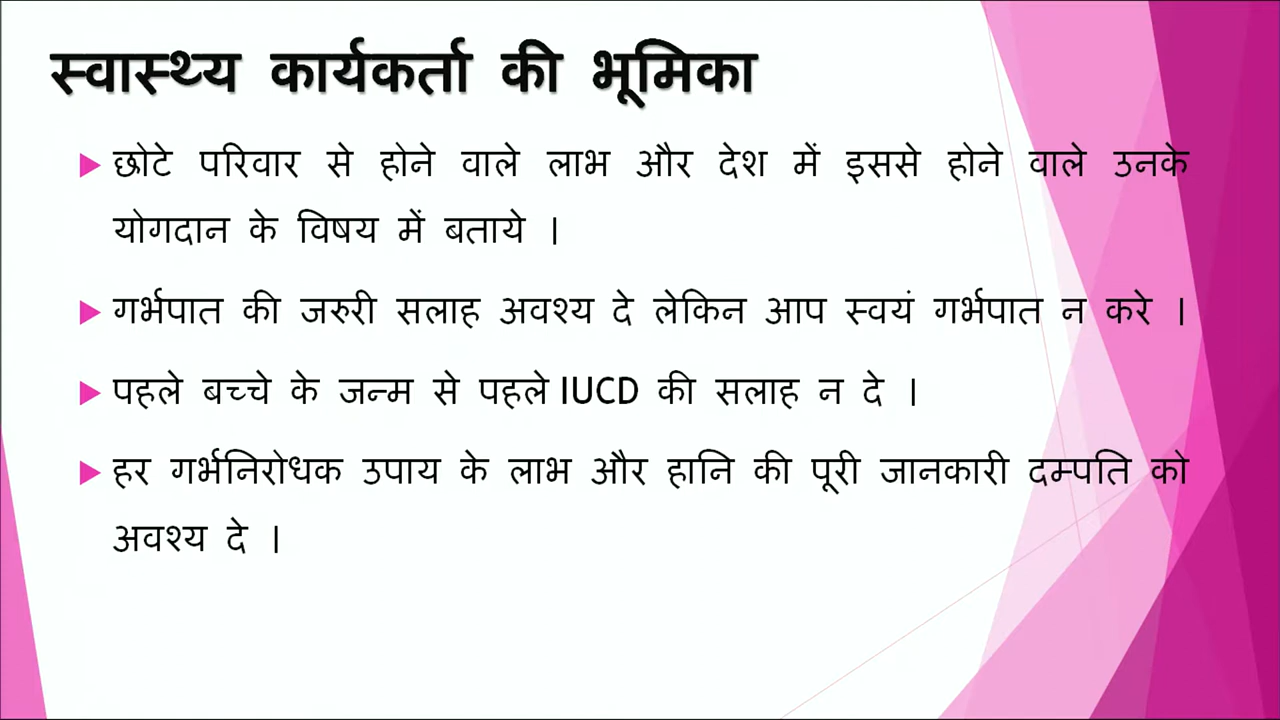 स्वास्थ्य कार्यकर्ता की भूमिका
छोटे परिवार से होने वाले लाभ और देश में इससे होने वाले उनके
योगदान के विषय में बताये ।
गर्भपात की जरुरी सलाह अवश्य दे लेकिन आप स्वयं गर्भपात न करे ।
पहले बच्चे के जन्म से पहले IUCD की सलाह न दे ।
हर गर्भनिरोधक उपाय के लाभ और हानि की पूरी जानकारी दम्पति को
अवश्य दे ।